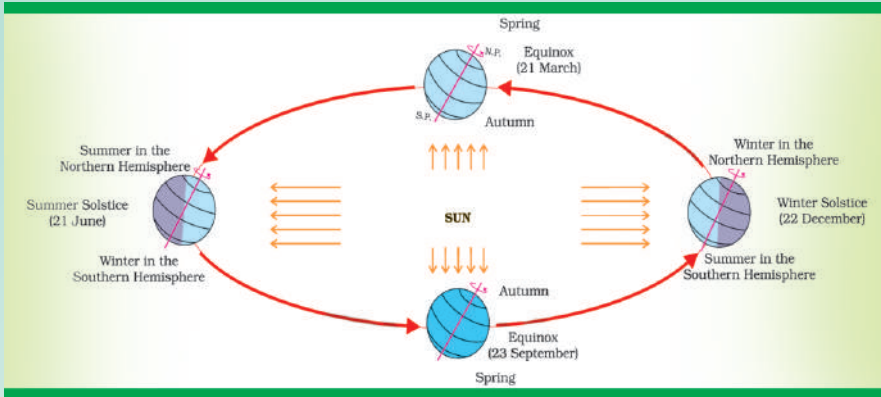 Spring
N.P.
Equinox
(21 March)
S.P.
Autumn
Summer in the
Northern Hemisphere
Winter in the
Northern Hemisphere
Summer Solstice
(21 June)
SUN
Winter Solstice
(22 December)
Winter in the
Southern Hemisphere
Summer in the
Southern Hemisphere
Autumn
Equinox
(23 September)
Spring